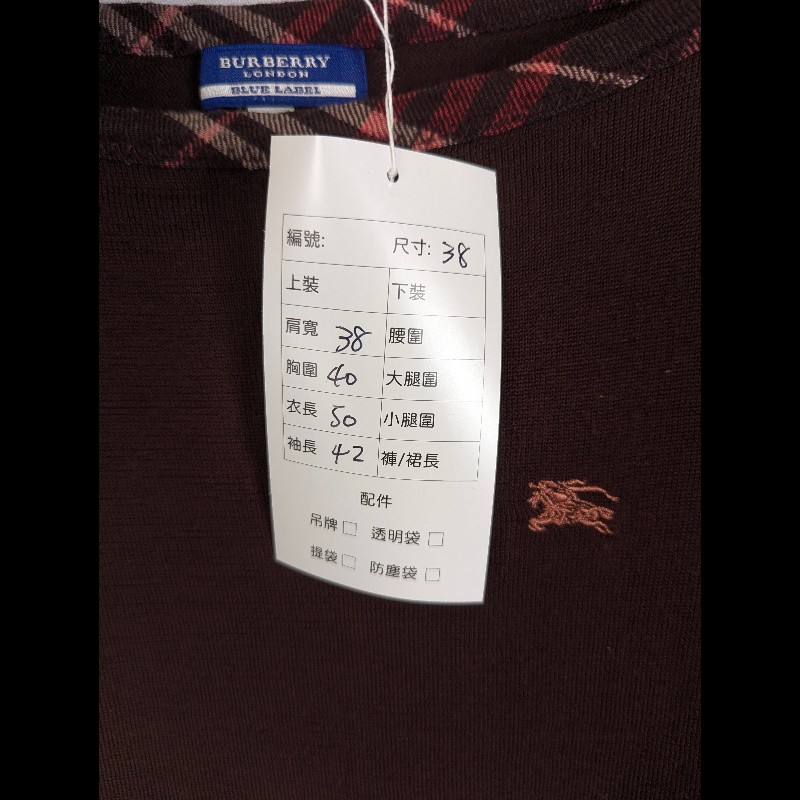 BURBERRY
LONDON
BLUE LABEL
編號: 尺寸: 38
上裝 下裝
肩寬 38 腰圍
胸圍 40 大腿圍
衣長 50 小腿圍
袖長 42 褲/裙長
配件
吊牌□ 透明袋□
提袋□ 防塵袋□